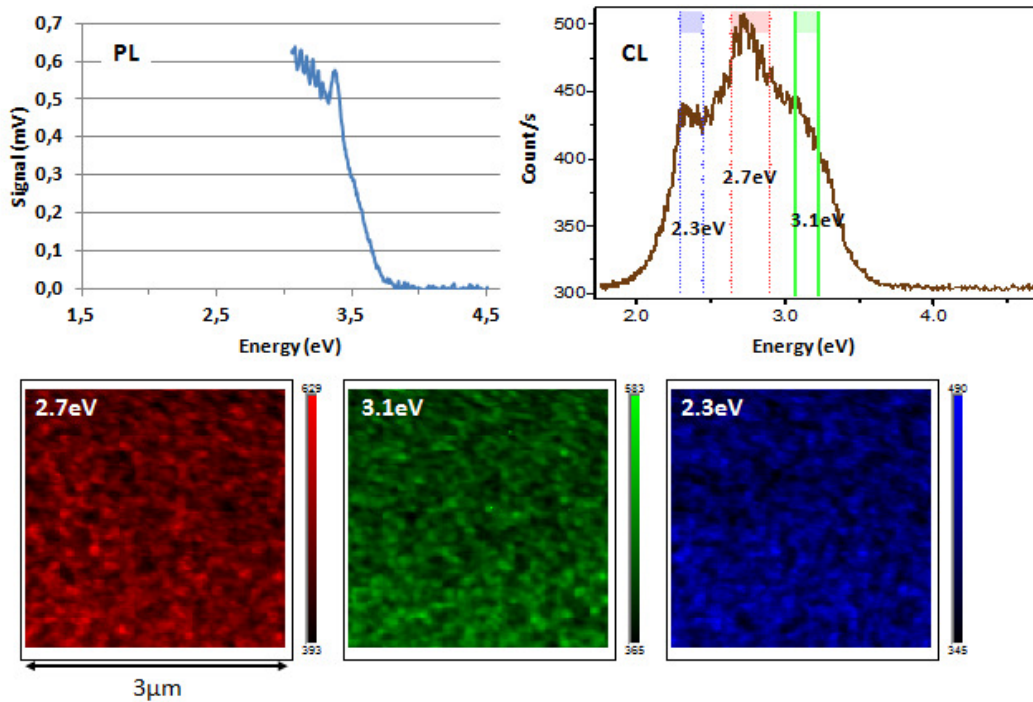 PL
0,7
0,6
0,5
0,4
0,3
0,2
0,1
0,0
Signal (mV)
1,5
2,5
3,5
4,5
Energy (eV)
CL
500
450
400
350
300
Count/s
2.7eV
2.3eV
3.1eV
2.0
3.0
4.0
Energy (eV)
2.7eV
629
393
3.1eV
583
365
2.3eV
490
345
3µm